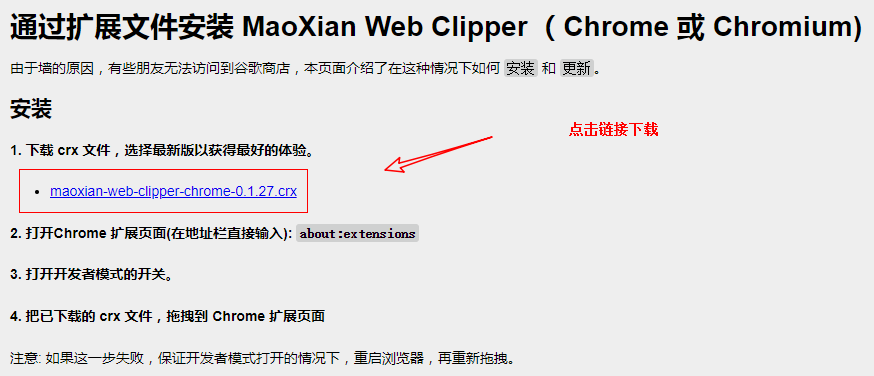 通过扩展文件安装 MaoXian Web Clipper （ Chrome 或 Chromium)
由于墙的原因，有些朋友无法访问到谷歌商店，本页面介绍了在这种情况下如何 安装 和 更新。
安装
点击链接下载
1. 下载 crx 文件，选择最新版以获得最好的体验。
• maoxian-web-clipper-chrome-0.1.27.crx
2. 打开Chrome 扩展页面(在地址栏直接输入): about:extensions
3. 打开开发者模式的开关。
4. 把已下载的 crx 文件，拖拽到 Chrome 扩展页面
注意: 如果这一步失败，保证开发者模式打开的情况下，重启浏览器，再重新拖拽。